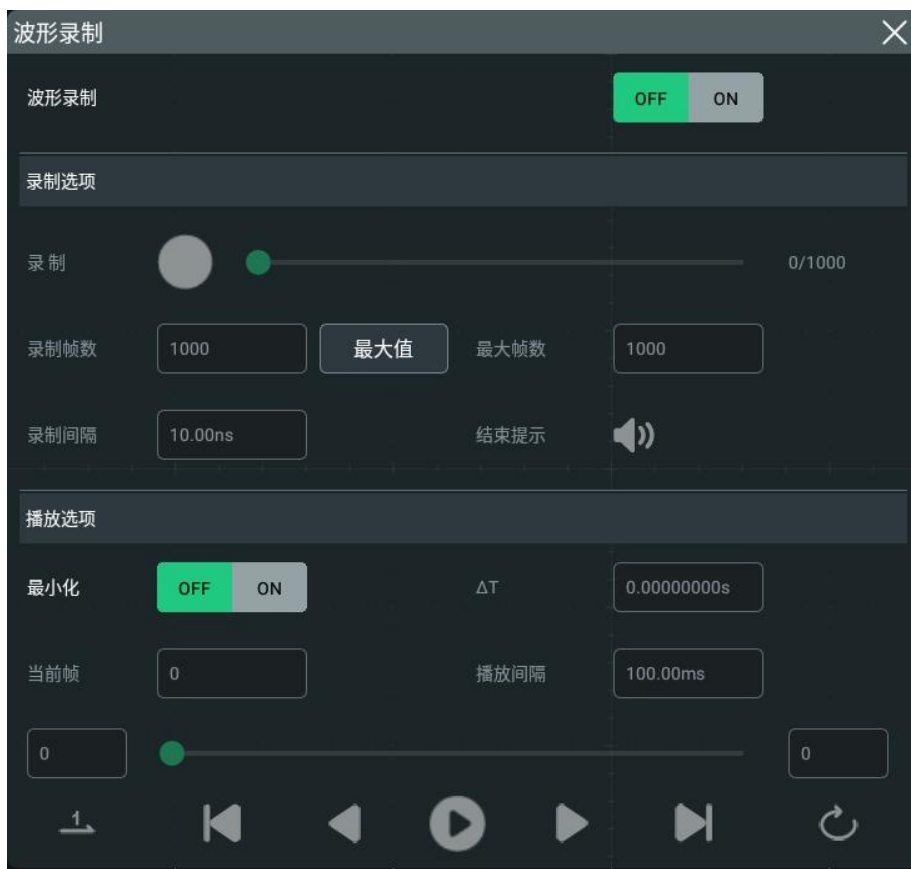 波形录制
波形录制 OFF ON
录制选项
录制 0/1000
录制帧数 1000 最大值 最大帧数 1000
录制间隔 10.00ns 结束提示
播放选项
最小化 OFF ON ΔT 0.00000000s
当前帧 0 播放间隔 100.00ms
0 0
1